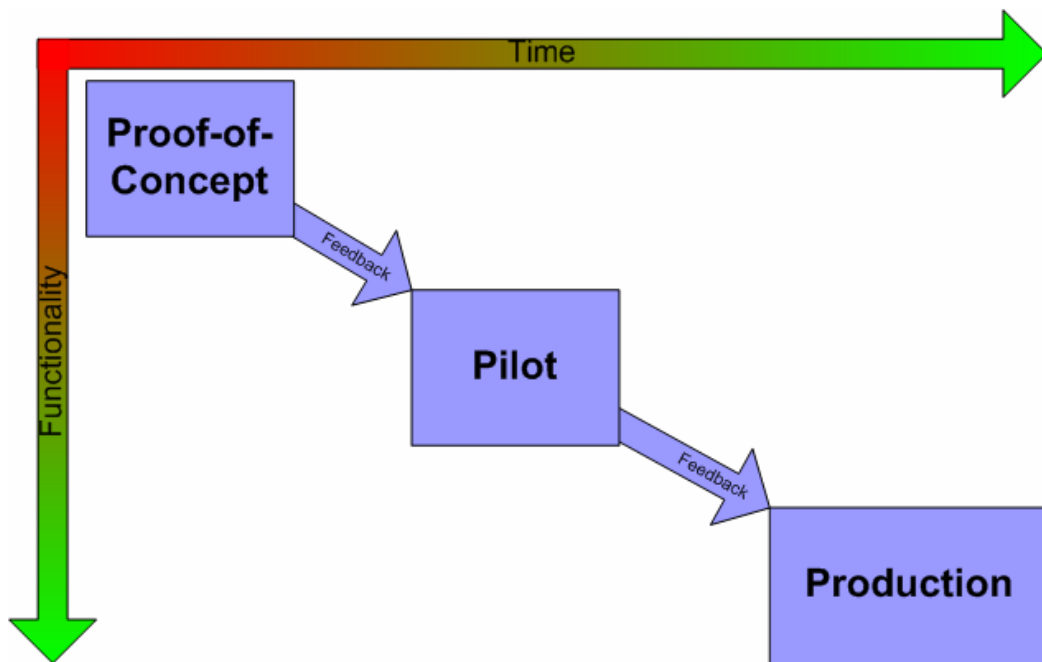 Time
Proof-of-
Concept
Feedback
Functionality
Pilot
Feedback
Production